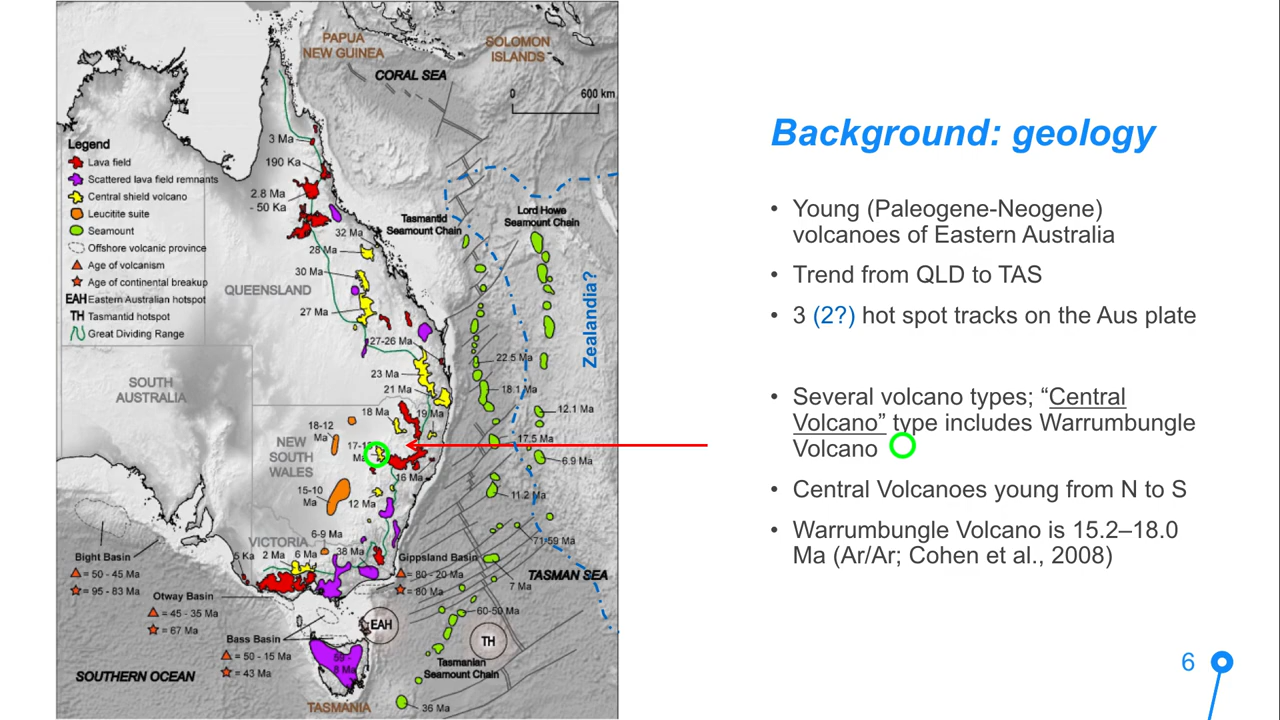 PAPUA
NEW GUINEA
SOLOMON
ISLANDS
CORAL SEA
0 600 km
Legend
Lava field
Scattered lava field remnants
Central shield volcano
Leucitite suite
Seamount
Offshore volcanic province
Age of volcanism
Age of continental breakup
EAH Eastern Australian hotspot
TH Tasmantid hotspot
Great Dividing Range
3 Ma
190 Ka
2.8 Ma
- 50 Ka
32 Ma
28 Ma
30 Ma
27 Ma
QUEENSLAND
Tasmantid
Seamount Chain
Lord Howe
Seamount Chain
Zealandia?
27-26 Ma
23 Ma
21 Ma
22.5 Ma
18.1 Ma
12.1 Ma
17.5 Ma
6.9 Ma
11.2 Ma
SOUTH
AUSTRALIA
18 Ma
19 Ma
18-12
Ma
NEW
SOUTH
WALES
16 Ma
15-10
Ma
12 Ma
6-9 Ma
VICTORIA
5 Ka
2 Ma
6 Ma
38 Ma
71-59 Ma
7 Ma
60-50 Ma
36 Ma
TASMAN SEA
Bight Basin
= 50 - 45 Ma
= 95 - 83 Ma
Otway Basin
= 45 - 35 Ma
= 67 Ma
Bass Basin
= 50 - 15 Ma
= 43 Ma
Gippsland Basin
= 80 - 20 Ma
= 80 Ma
EAH
TH
Tasmanian
Seamount Chain
SOUTHERN OCEAN
TASMANIA
Background: geology
• Young (Paleogene-Neogene)
volcanoes of Eastern Australia
• Trend from QLD to TAS
• 3 (2?) hot spot tracks on the Aus plate
• Several volcano types; “Central
Volcano” type includes Warrumbungle
Volcano
• Central Volcanoes young from N to S
• Warrumbungle Volcano is 15.2–18.0
Ma (Ar/Ar; Cohen et al., 2008)
6